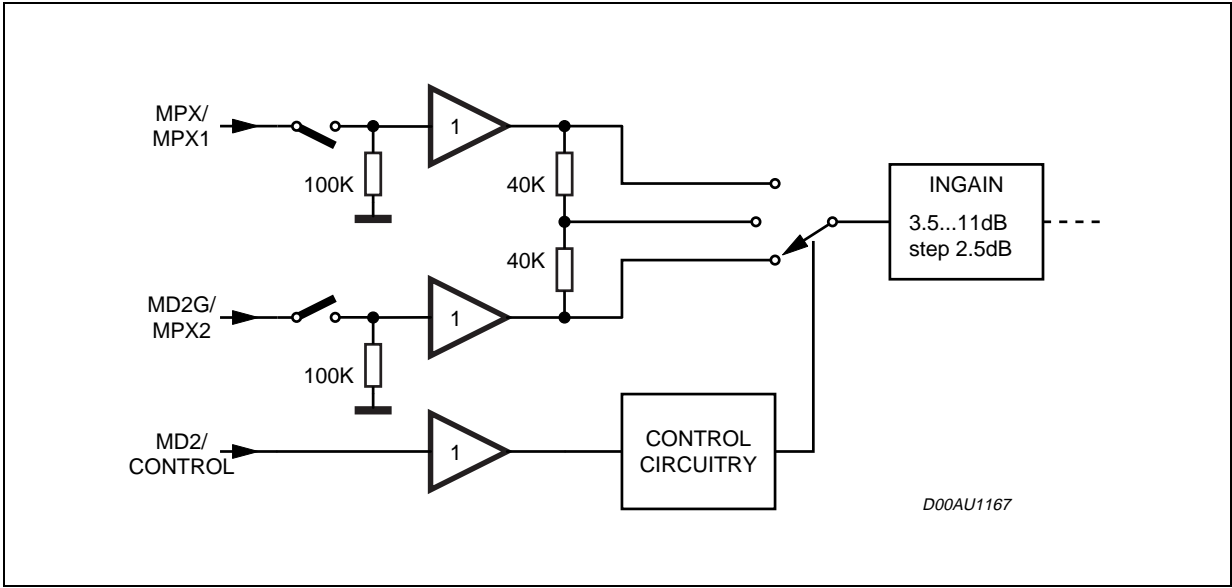 MPX/
MPX1
1
100K
40K
INGAIN
3.5...11dB
step 2.5dB
40K
MD2G/
MPX2
1
100K
MD2/
CONTROL
1
CONTROL
CIRCUITRY
D00AU1167